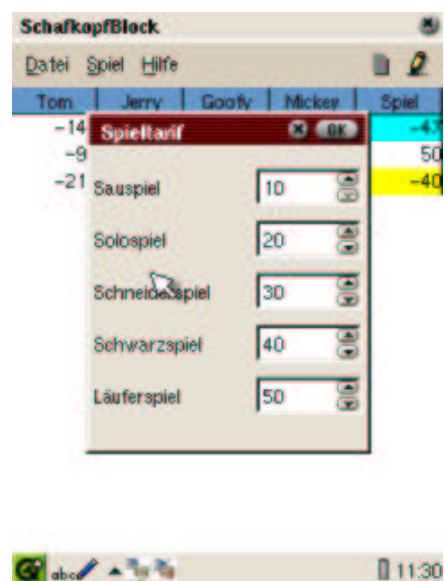 SchafkopfBlock
Datei Spiel Hilfe
Tom Jerry Goofy Mickey Spiel
-14 Spieltarif OK -47
-9 50
-21 -40
Sauspiel 10
Solospiel 20
Schneiderspiel 30
Schwarzspiel 40
Läuferspiel 50
abc 11:30